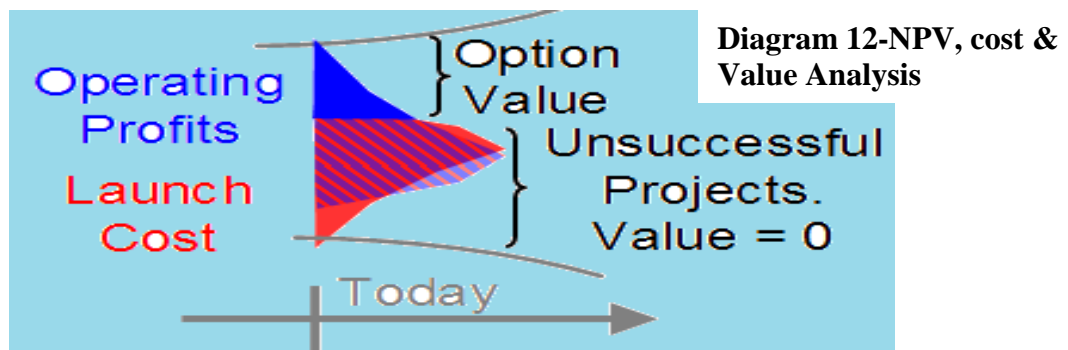 Diagram 12-NPV, cost &
Value Analysis
Option
Value
Operating
Profits
Unsuccessful
Projects.
Value = 0
Launch
Cost
Today